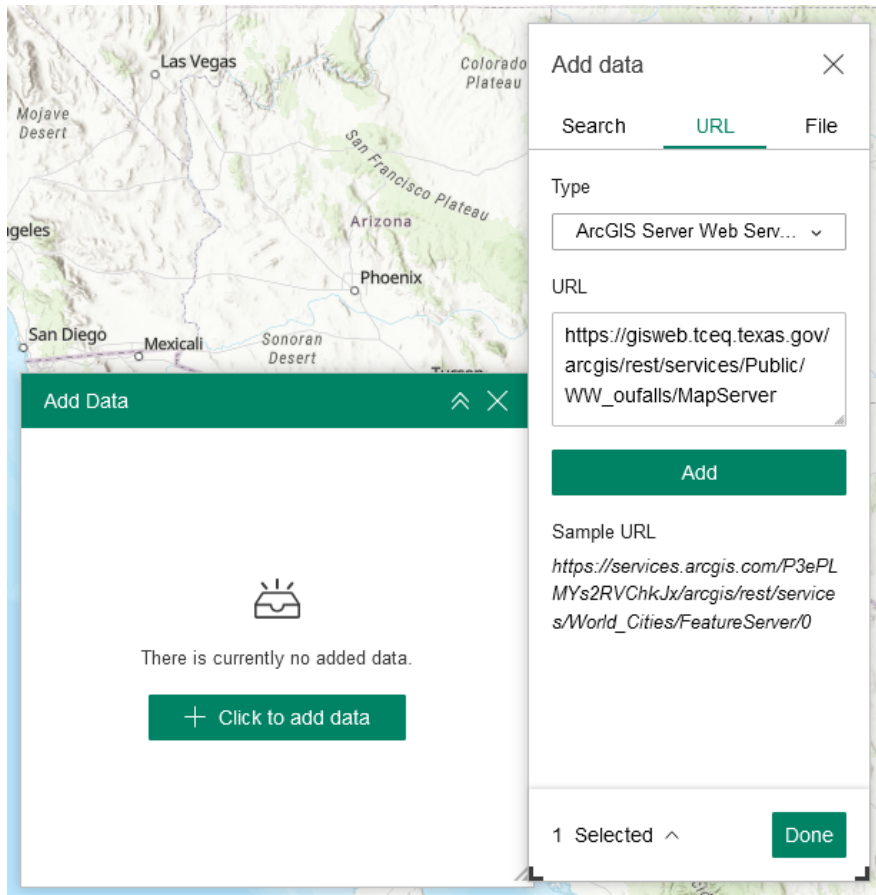 Las Vegas
Colorado
Plateau
Mojave
Desert
San Francisco Plateau
Arizona
ngeles
Phoenix
San Diego
Mexicali
Sonoran
Desert
Tucson
Add Data
There is currently no added data.
Click to add data
Add data
Search URL File
Type
ArcGIS Server Web Serv...
URL
https://gisweb.tceq.texas.gov/
arcgis/rest/services/Public/
WW_oufalls/MapServer
Add
Sample URL
https://services.arcgis.com/P3ePL
MYs2RVChkJx/arcgis/rest/service
s/World_Cities/FeatureServer/0
1 Selected
Done